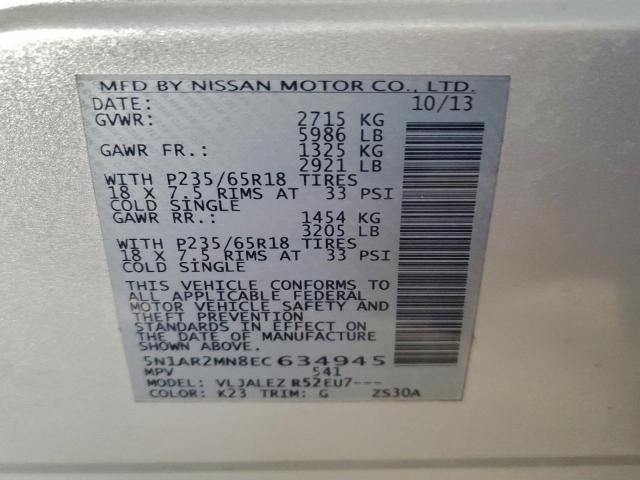 MFD BY NISSAN MOTOR CO., LTD.
DATE: 10/13
GVWR: 2715 KG
5986 LB
GAWR FR.: 1325 KG
2921 LB
WITH P235/65R18 TIRES
18 X 7.5 RIMS AT 33 PSI
COLD SINGLE
GAWR RR.: 1454 KG
3205 LB
WITH P235/65R18 TIRES
18 X 7.5 RIMS AT 33 PSI
COLD SINGLE
THIS VEHICLE CONFORMS TO
ALL APPLICABLE FEDERAL
MOTOR VEHICLE SAFETY AND
THEFT PREVENTION
STANDARDS IN EFFECT ON
THE DATE OF MANUFACTURE
SHOWN ABOVE.
5N1AR2MN8EC634945
MPV 541
MODEL: VLJALEZ R52EU7---
COLOR: K23 TRIM: G ZS30A